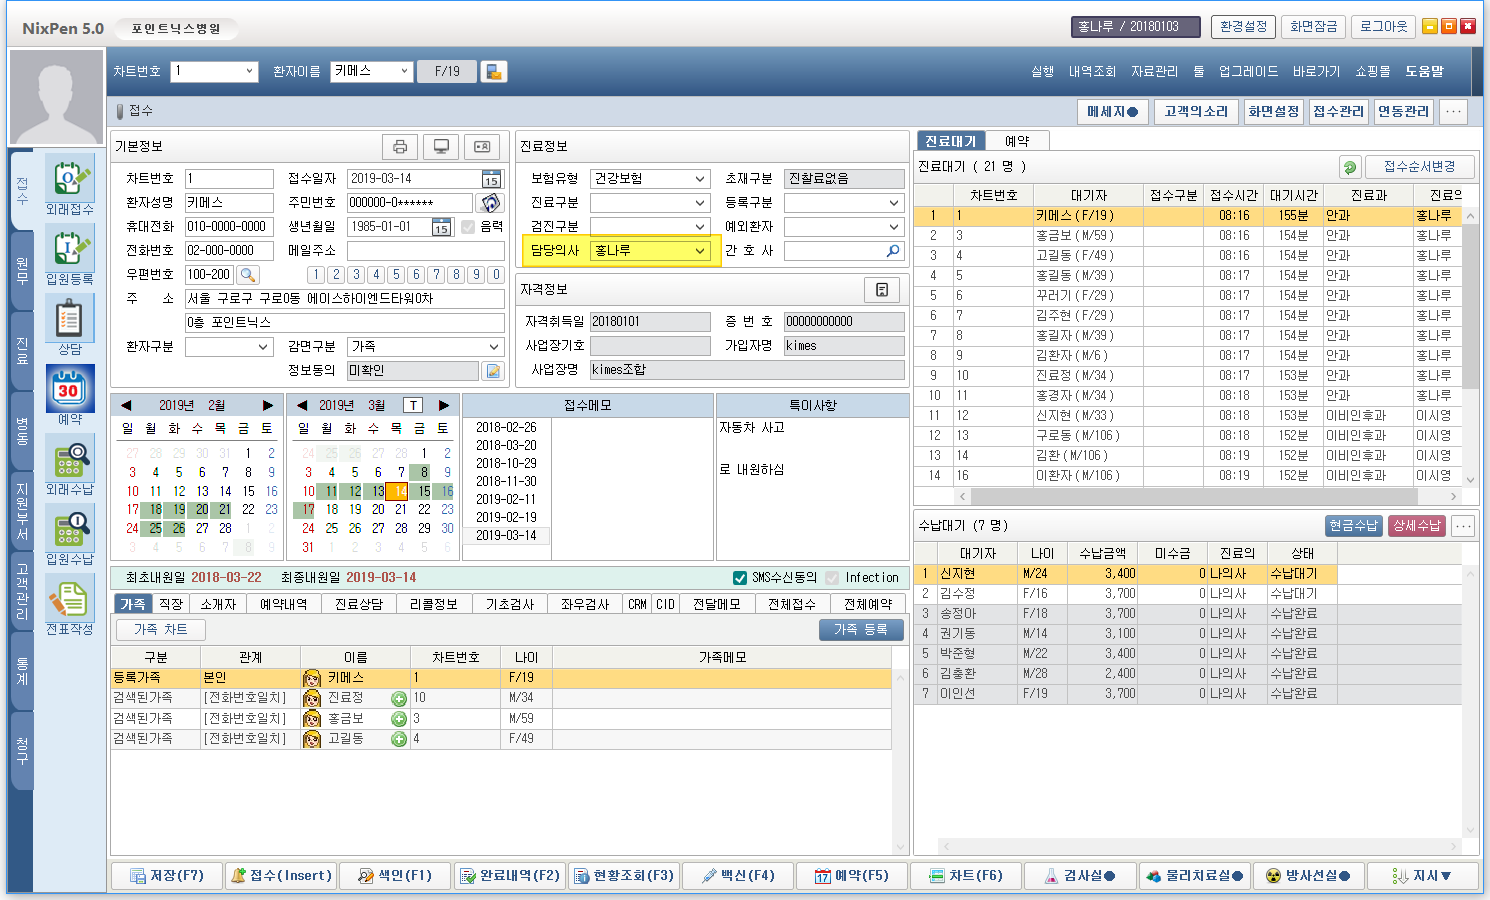 NixPen 5.0 포인트닉스병원 홍나루 / 20180103 환경설정 화면잠금 로그아웃
차트번호 1 환자이름 키메스 F/19 실행 내역조회 자료관리 툴 업그레이드 바로가기 쇼핑몰 도움말
접수 메세지● 고객의소리 화면설정 접수관리 연동관리 ...
접수
원무
진료
병동
지원부서
고객관리
통계
청구
외래접수
입원등록
상담
30
예약
외래수납
입원수납
전표작성
기본정보
차트번호 1 접수일자 2019-03-14 15
환자성명 키메스 주민번호 000000-0******
휴대전화 010-0000-0000 생년월일 1985-01-01 15 음력
전화번호 02-000-0000 메일주소
우편번호 100-200 1 2 3 4 5 6 7 8 9 0
주 소 서울 구로구 구로0동 에이스하이엔드타워0차
0층 포인트닉스
환자구분 감면구분 가족
정보동의 미확인
진료정보
보험유형 건강보험 초재구분 진찰료없음
진료구분 등록구분
검진구분 예외환자
담당의사 홍나루 간 호 사
자격정보
자격취득일 20180101 증 번 호 00000000000
사업장기호 가입자명 kimes
사업장명 kimes조합
2019년 2월
일 월 화 수 목 금 토
27 28 29 30 31 1 2
3 4 5 6 7 8 9
10 11 12 13 14 15 16
17 18 19 20 21 22 23
24 25 26 27 28 1 2
3 4 5 6 7 8 9
2019년 3월 T
일 월 화 수 목 금 토
24 25 26 27 28 1 2
3 4 5 6 7 8 9
10 11 12 13 14 15 16
17 18 19 20 21 22 23
24 25 26 27 28 29 30
31 1 2 3 4 5 6
접수메모
2018-02-26
2018-03-20
2018-10-29
2018-11-30
2019-02-11
2019-02-19
2019-03-14
특이사항
자동차 사고
로 내원하심
최초내원일 2018-03-22 최종내원일 2019-03-14 SMS수신동의 Infection
가족 직장 소개자 예약내역 진료상담 리콜정보 기초검사 좌우검사 CRM CID 전달메모 전체접수 전체예약
가족 차트 가족 등록
구분 관계 이름 차트번호 나이 가족메모
등록가족 본인 키메스 1 F/19
검색된가족 [전화번호일치] 진료정 10 M/34
검색된가족 [전화번호일치] 홍금보 3 M/59
검색된가족 [전화번호일치] 고길동 4 F/49
진료대기 예약
진료대기 ( 21 명 ) 접수순서변경
차트번호 대기자 접수구분 접수시간 대기시간 진료과 진료의
1 1 키메스 (F/19) 08:16 155분 안과 홍나루
2 3 홍금보 (M/59) 08:16 154분 안과 홍나루
3 4 고길동 (F/49) 08:16 154분 안과 홍나루
4 5 홍길동 (M/39) 08:17 154분 안과 홍나루
5 6 꾸러기 (F/29) 08:17 154분 안과 홍나루
6 7 김주현 (F/29) 08:17 154분 안과 홍나루
7 8 홍길자 (M/39) 08:17 154분 안과 홍나루
8 9 김환자 (M/6) 08:17 154분 안과 홍나루
9 10 진료정 (M/34) 08:17 153분 안과 홍나루
10 11 홍경자 (M/34) 08:18 153분 안과 홍나루
11 12 신지현 (M/33) 08:18 153분 이비인후과 이시영
12 13 구로동 (M/106) 08:18 152분 이비인후과 이시영
13 14 김환 (M/106) 08:19 152분 이비인후과 이시영
14 16 이환자 (M/106) 08:19 152분 이비인후과 이시영
수납대기 (7 명) 현금수납 상세수납 ...
대기자 나이 수납금액 미수금 진료의 상태
1 신지현 M/24 3,400 0 나의사 수납대기
2 김수정 F/16 3,700 0 나의사 수납대기
3 송정아 F/18 3,700 0 나의사 수납완료
4 권기동 M/14 3,100 0 나의사 수납완료
5 박준형 M/22 3,400 0 나의사 수납완료
6 김충환 M/28 2,400 0 나의사 수납완료
7 이인선 F/19 3,700 0 나의사 수납완료
저장(F7) 접수(Insert) 색인(F1) 완료내역(F2) 현황조회(F3) 백신(F4) 17 예약(F5) 차트(F6) 검사실● 물리치료실● 방사선실● 지시▼